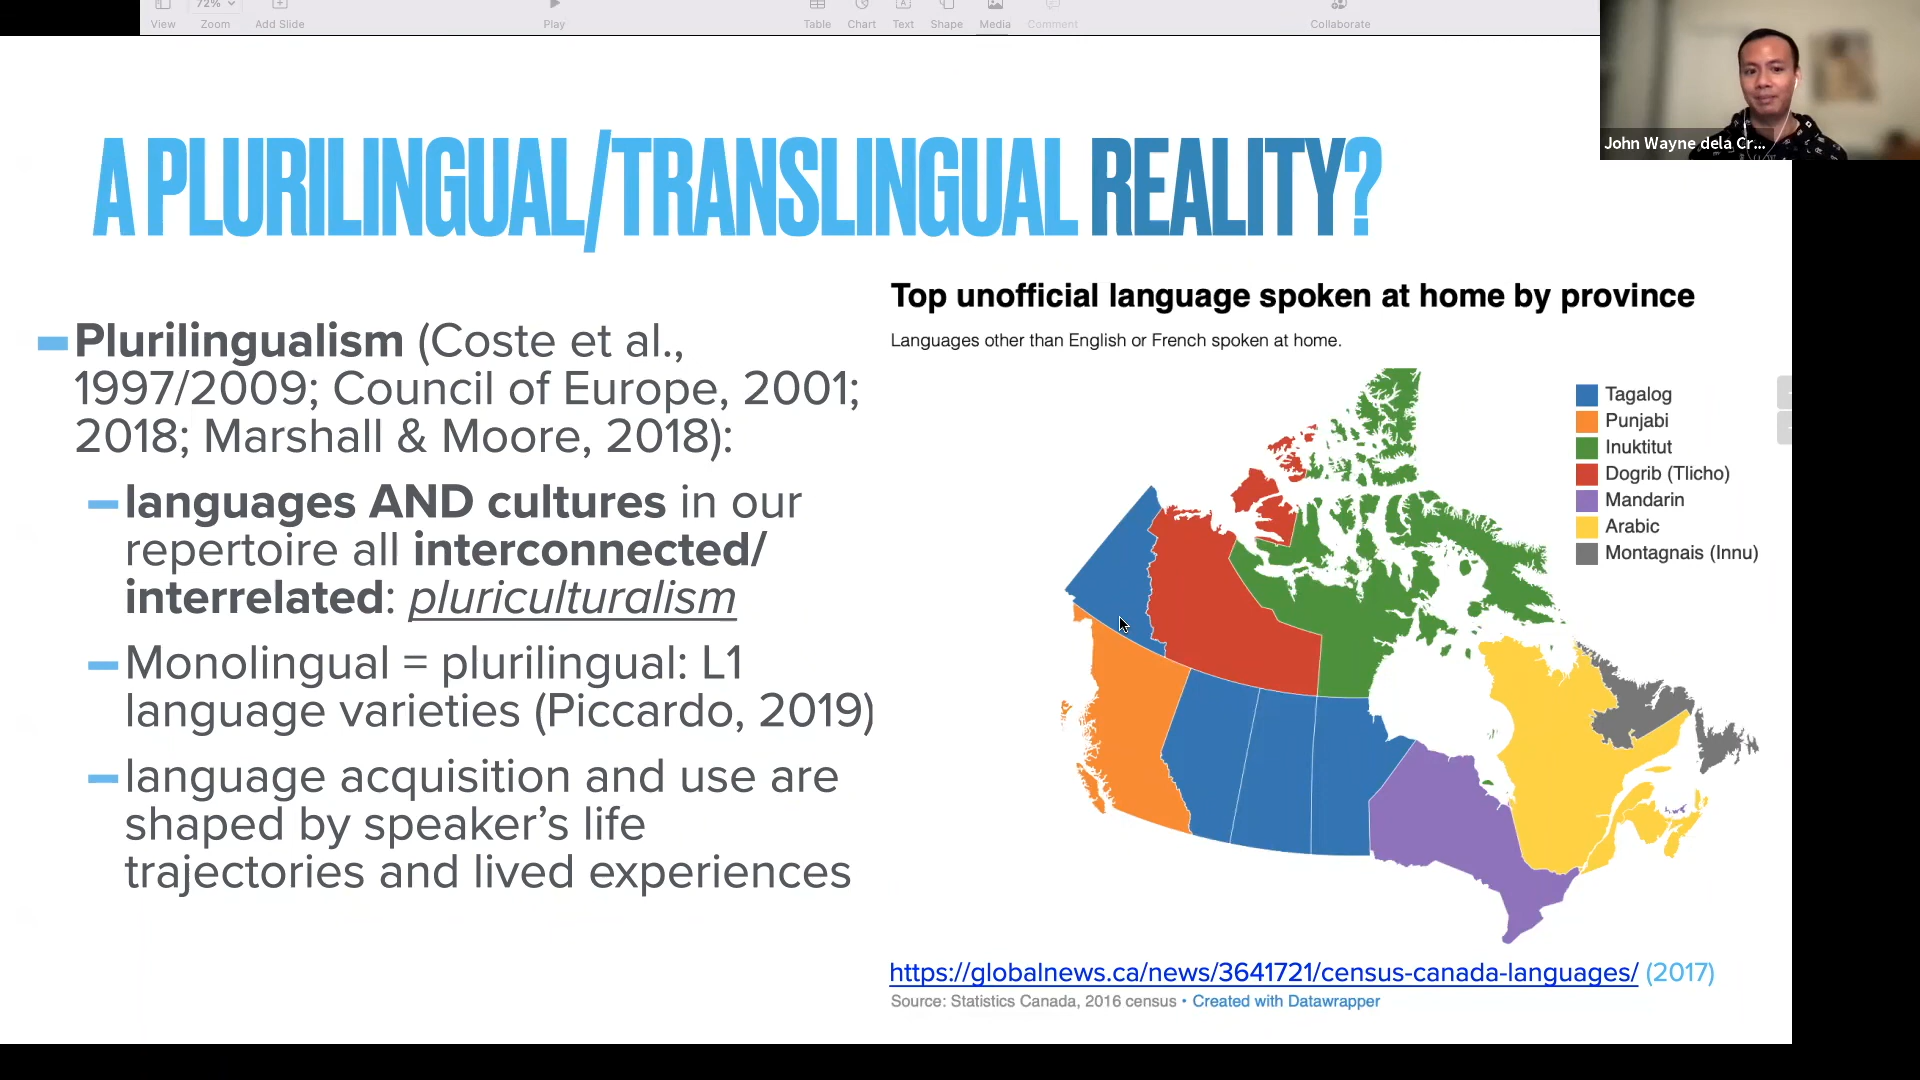 72%
View
Zoom
Add Slide
Play
Table
Chart
Text
Shape
Media
Comment
Collaborate
John Wayne dela Cr...
A PLURILINGUAL/TRANSLINGUAL REALITY?
Plurilingualism (Coste et al.,
1997/2009; Council of Europe, 2001;
2018; Marshall & Moore, 2018):
languages AND cultures in our
repertoire all interconnected/
interrelated: pluriculturalism
Monolingual = plurilingual: L1
language varieties (Piccardo, 2019)
language acquisition and use are
shaped by speaker’s life
trajectories and lived experiences
Top unofficial language spoken at home by province
Languages other than English or French spoken at home.
Tagalog
Punjabi
Inuktitut
Dogrib (Tlicho)
Mandarin
Arabic
Montagnais (Innu)
https://globalnews.ca/news/3641721/census-canada-languages/ (2017)
Source: Statistics Canada, 2016 census • Created with Datawrapper